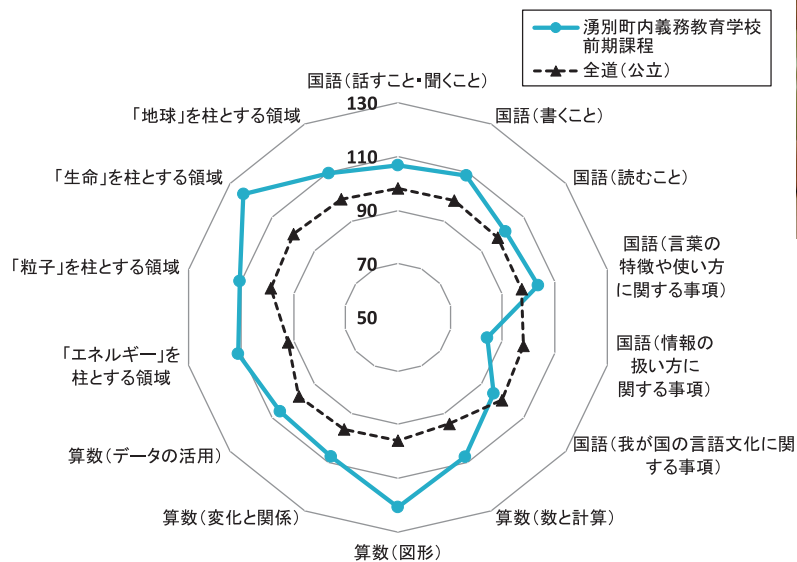 湧別町内義務教育学校
前期課程
全道(公立)
国語(話すこと・聞くこと)
国語(書くこと)
国語(読むこと)
国語(言葉の
特徴や使い方
に関する事項)
国語(情報の
扱い方に
関する事項)
国語(我が国の言語文化に関
する事項)
算数(数と計算)
算数(図形)
算数(変化と関係)
算数(データの活用)
「エネルギー」を
柱とする領域
「粒子」を柱とする領域
「生命」を柱とする領域
「地球」を柱とする領域
130
110
90
70
50